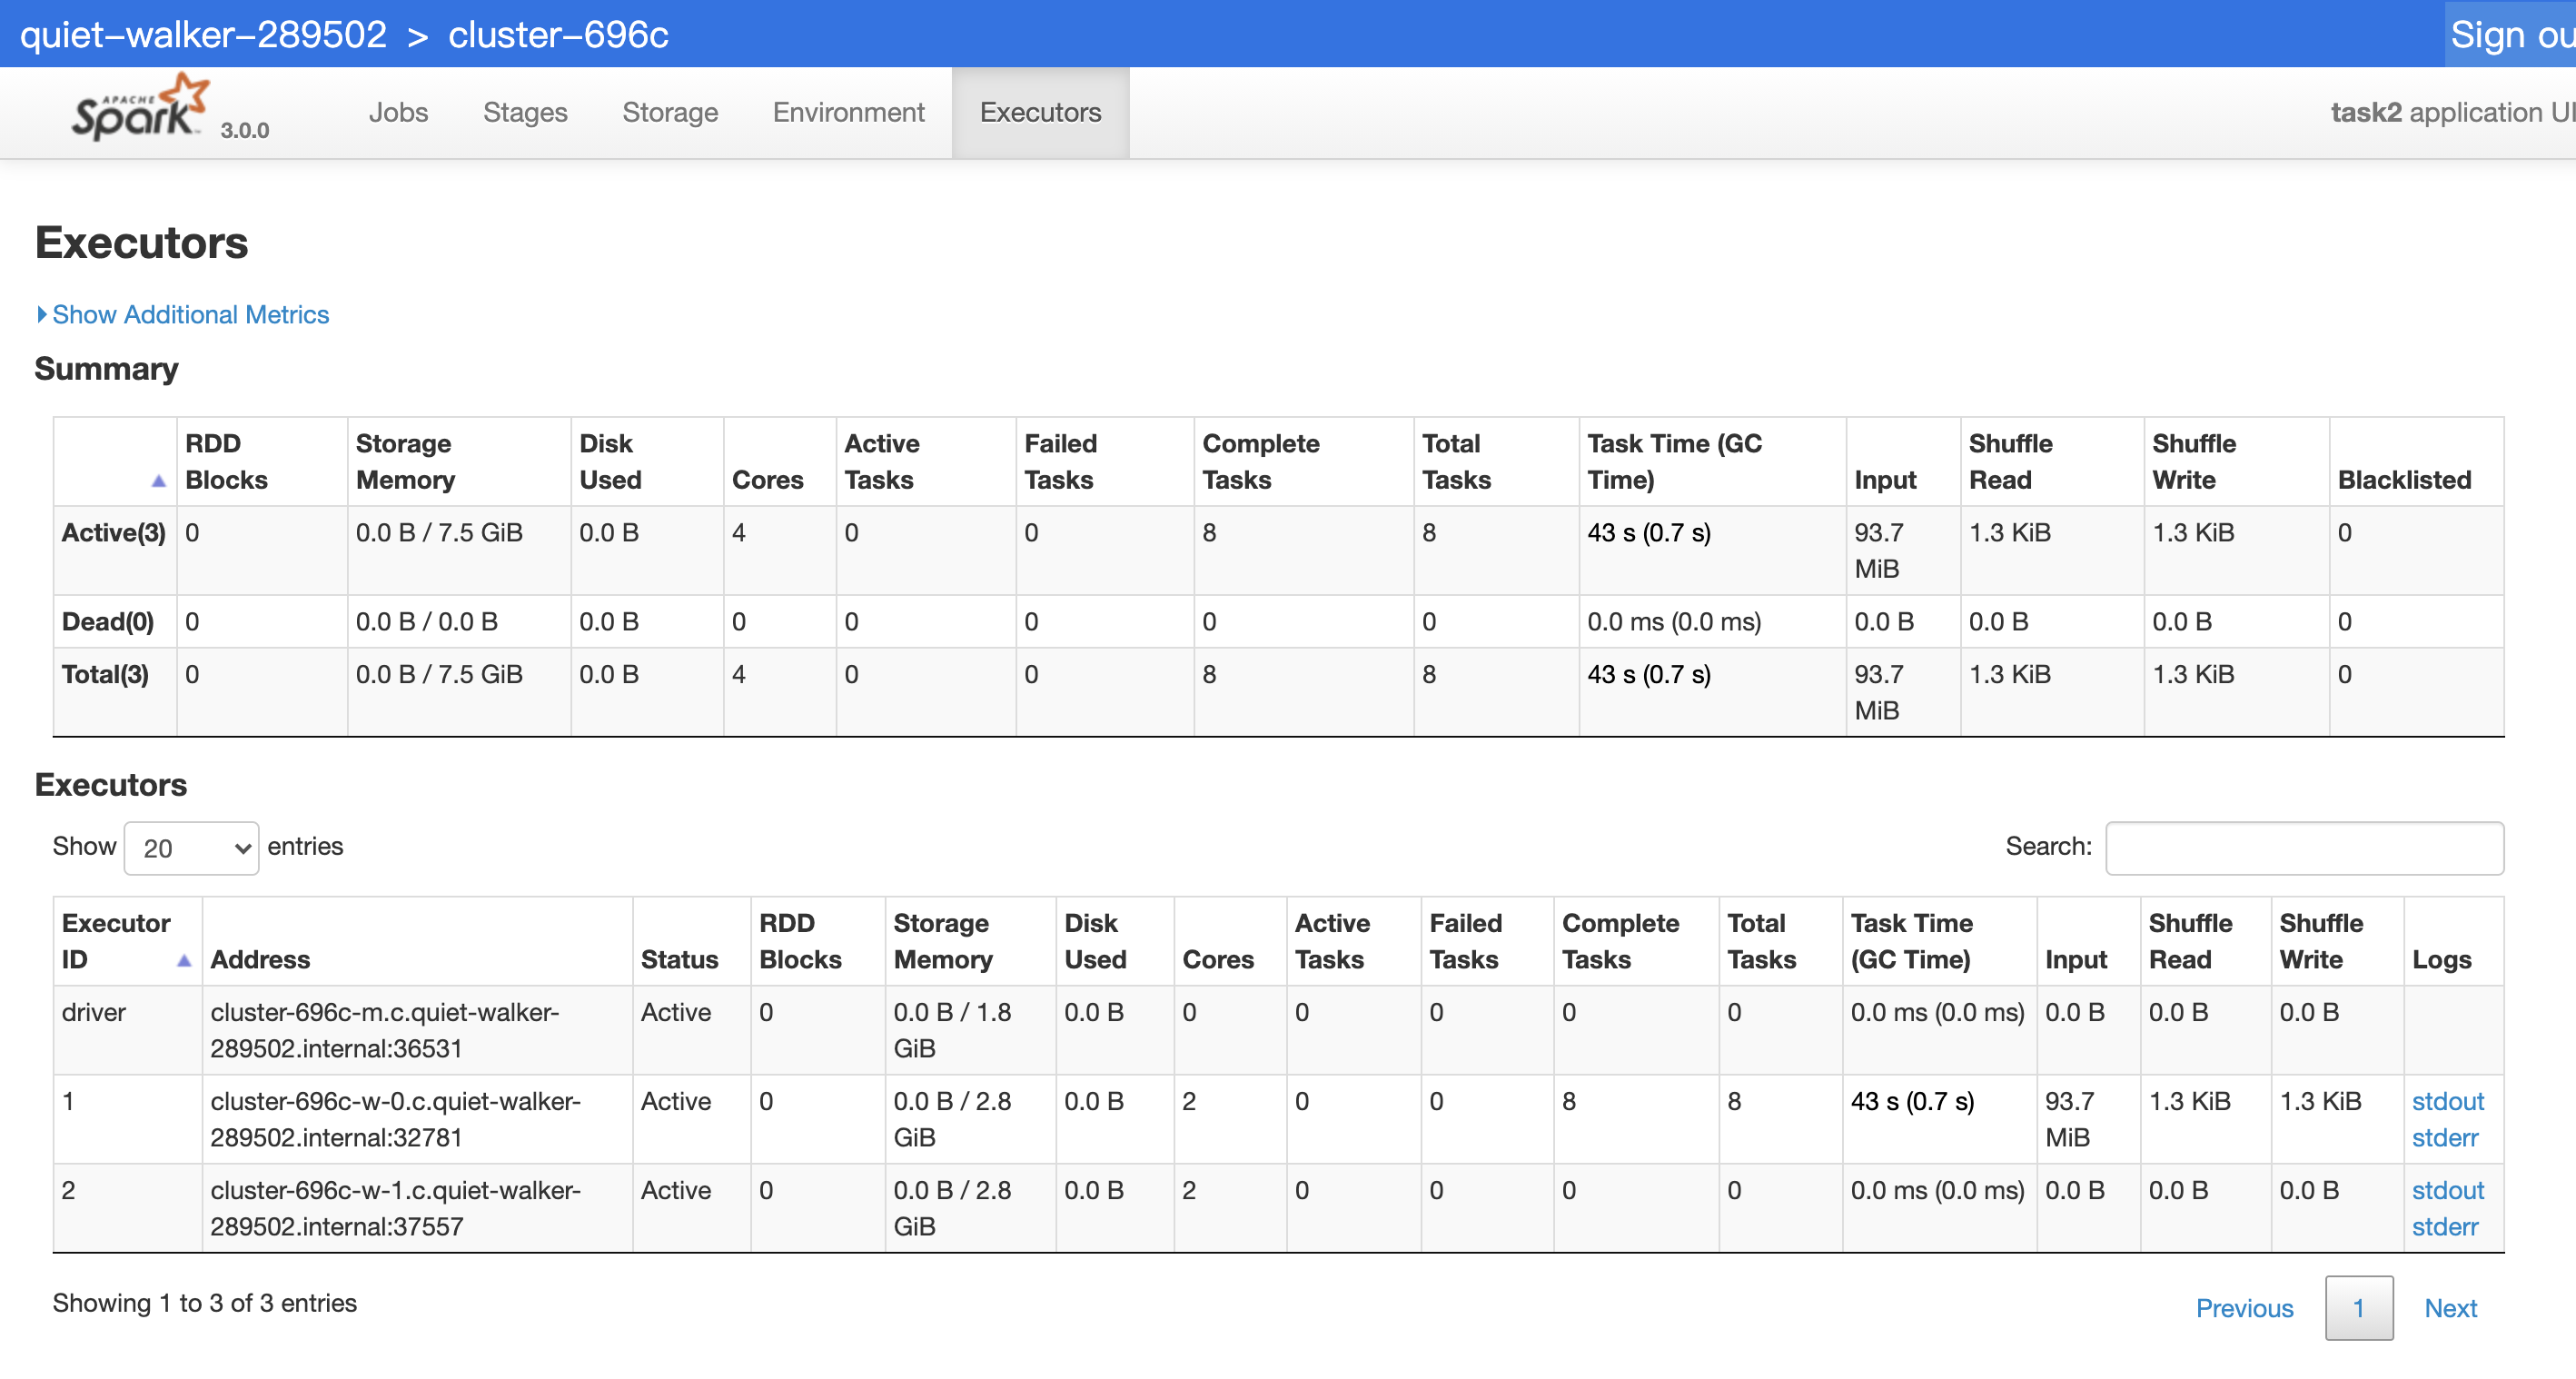 quiet-walker-289502 > cluster-696c Sign ou
APACHE Spark 3.0.0 Jobs Stages Storage Environment Executors task2 application UI
Executors
Show Additional Metrics
Summary
RDD Blocks Storage Memory Disk Used Cores Active Tasks Failed Tasks Complete Tasks Total Tasks Task Time (GC Time) Input Shuffle Read Shuffle Write Blacklisted
Active(3) 0 0.0 B / 7.5 GiB 0.0 B 4 0 0 8 8 43 s (0.7 s) 93.7 MiB 1.3 KiB 1.3 KiB 0
Dead(0) 0 0.0 B / 0.0 B 0.0 B 0 0 0 0 0 0.0 ms (0.0 ms) 0.0 B 0.0 B 0.0 B 0
Total(3) 0 0.0 B / 7.5 GiB 0.0 B 4 0 0 8 8 43 s (0.7 s) 93.7 MiB 1.3 KiB 1.3 KiB 0
Executors
Show 20 entries Search:
Executor ID Address Status RDD Blocks Storage Memory Disk Used Cores Active Tasks Failed Tasks Complete Tasks Total Tasks Task Time (GC Time) Input Shuffle Read Shuffle Write Logs
driver cluster-696c-m.c.quiet-walker-289502.internal:36531 Active 0 0.0 B / 1.8 GiB 0.0 B 0 0 0 0 0 0.0 ms (0.0 ms) 0.0 B 0.0 B 0.0 B
1 cluster-696c-w-0.c.quiet-walker-289502.internal:32781 Active 0 0.0 B / 2.8 GiB 0.0 B 2 0 0 8 8 43 s (0.7 s) 93.7 MiB 1.3 KiB 1.3 KiB stdout stderr
2 cluster-696c-w-1.c.quiet-walker-289502.internal:37557 Active 0 0.0 B / 2.8 GiB 0.0 B 2 0 0 0 0 0.0 ms (0.0 ms) 0.0 B 0.0 B 0.0 B stdout stderr
Showing 1 to 3 of 3 entries Previous 1 Next